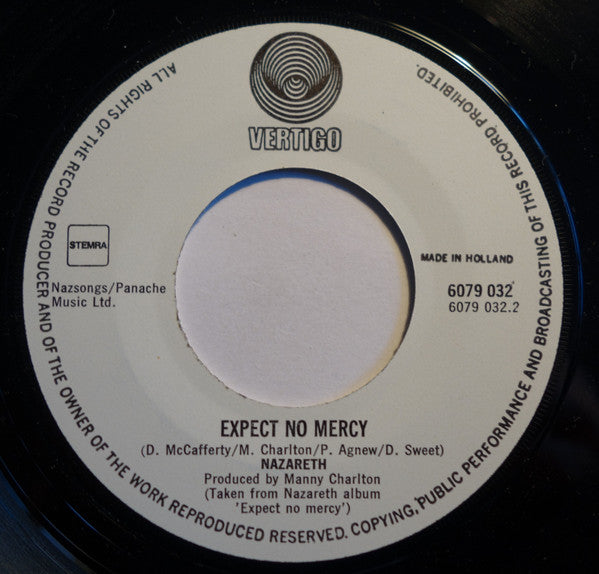 VERTIGO
ALL RIGHTS OF THE RECORD PRODUCER AND OF THE OWNER OF THE WORK REPRODUCED RESERVED. COPYING, PUBLIC PERFORMANCE AND BROADCASTING OF THIS RECORD PROHIBITED.
STEMRA
Nazsongs/Panache
Music Ltd.
MADE IN HOLLAND
6079 032
6079 032.2
EXPECT NO MERCY
(D. McCafferty/M. Charlton/P. Agnew/D. Sweet)
NAZARETH
Produced by Manny Charlton
(Taken from Nazareth album
'Expect no mercy')